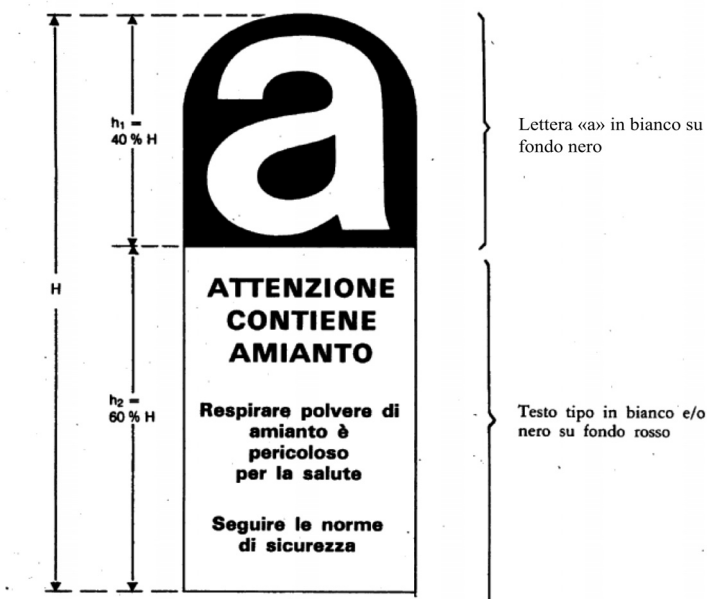 a
h₁ =
40 % H
Lettera «a» in bianco su
fondo nero
H
ATTENZIONE
CONTIENE
AMIANTO
h₂ =
60 % H
Respirare polvere di
amianto è
pericoloso
per la salute
Testo tipo in bianco e/o
nero su fondo rosso
Seguire le norme
di sicurezza